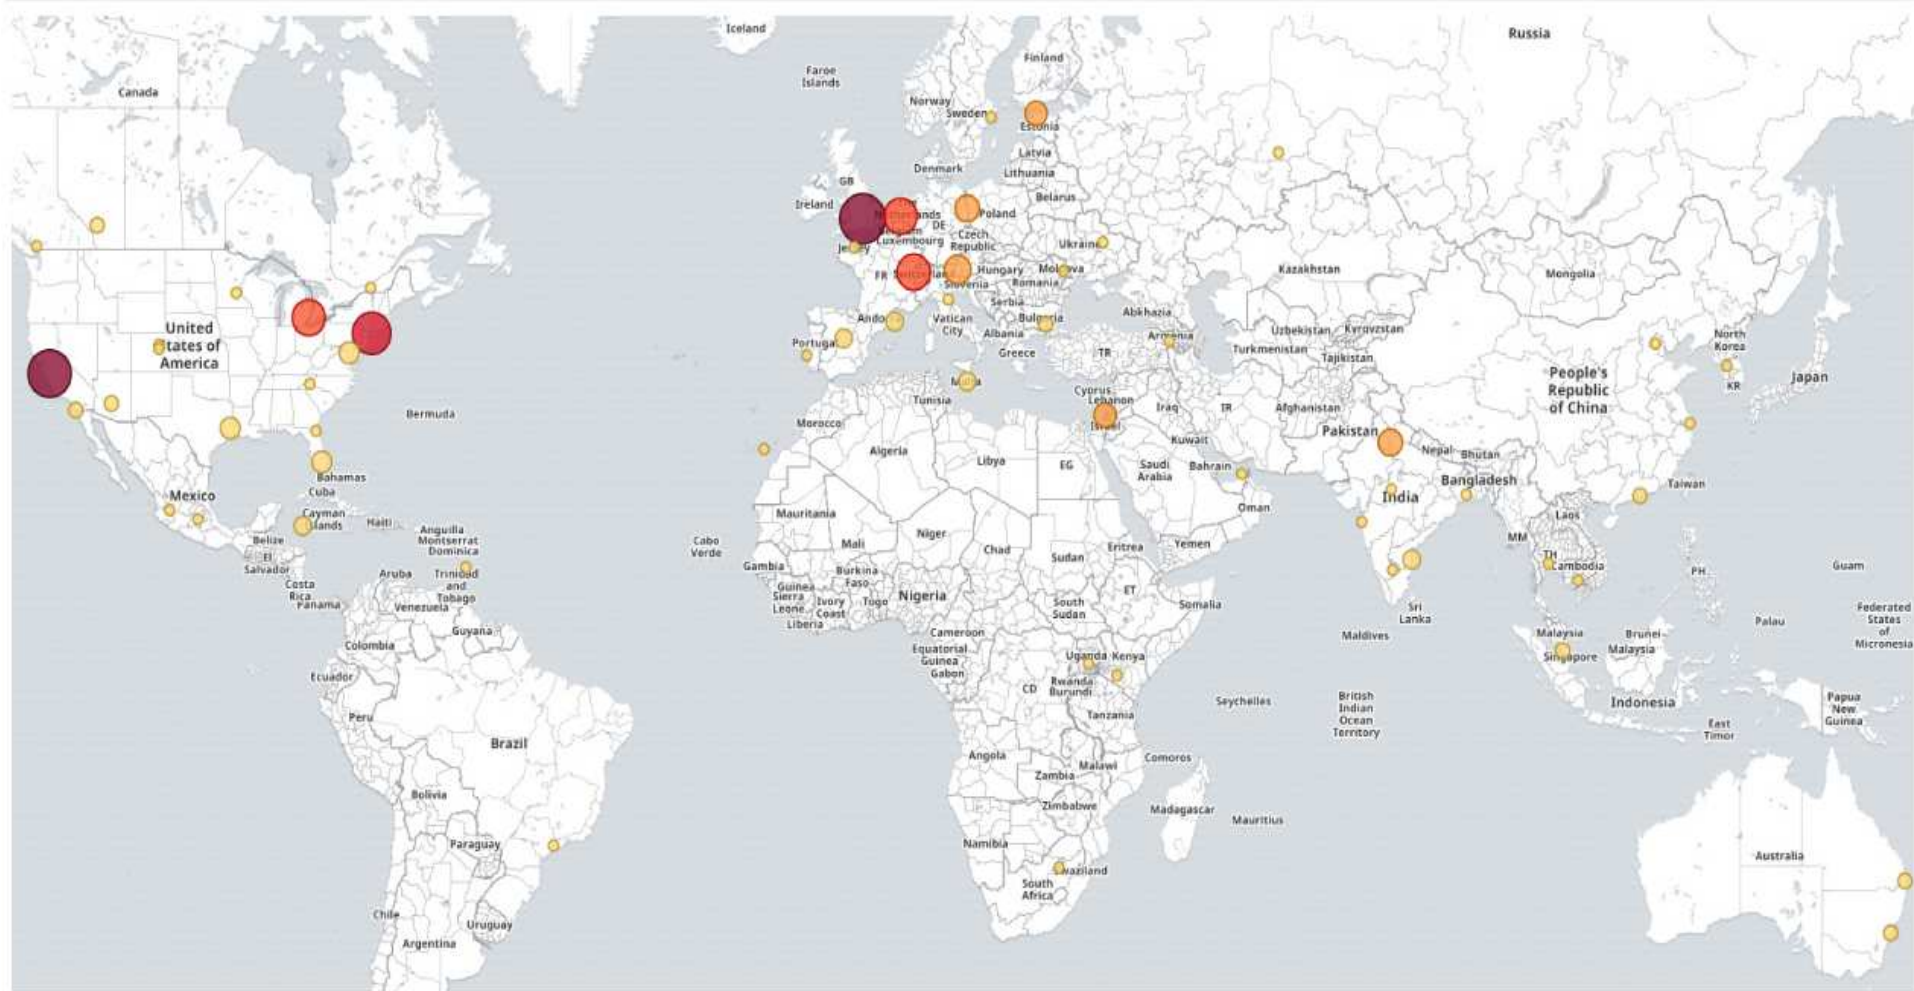 Iceland
Russia
Finland
Faroe
Islands
Canada
Norway
Sweden
Estonia
Latvia
Denmark
Lithuania
GB
Belarus
Ireland
Poland
DE
Luxembourg
Czech
Republic
Ukraine
FR
Hungary
Kazakhstan
Mongolia
Slovenia
Romania
Serbia
Abkhazia
United
States of
America
Vatican
City
Albania
Greece
TR
Uzbekistan
Kyrgyzstan
Turkmenistan
Tajikistan
North
Korea
KR
Japan
People's
Republic
of China
Tunisia
Cyprus
Lebanon
Israel
Iraq
IR
Afghanistan
Bermuda
Morocco
Algeria
Libya
EG
Kuwait
Pakistan
Nepal
Bhutan
Saudi
Arabia
Bahrain
Bangladesh
Taiwan
Bahamas
Cuba
Mexico
India
Cayman
Islands
Haiti
Anguilla
Montserrat
Dominica
Belize
El
Salvador
Mauritania
Oman
Laos
Cabo
Verde
Mali
Niger
Chad
Sudan
Eritrea
Yemen
MM
TH
Cambodia
PH
Guam
Costa
Rica
Panama
Aruba
Trinidad
and
Tobago
Venezuela
Gambia
Guinea
Sierra
Leone
Liberia
Burkina
Faso
Ivory
Coast
Togo
Nigeria
ET
South
Sudan
Somalia
Sri
Lanka
Maldives
Palau
Federated
States
of
Micronesia
Guyana
Colombia
Ecuador
Cameroon
Equatorial
Guinea
Gabon
Uganda
Kenya
Malaysia
Singapore
Brunei
Malaysia
CD
Rwanda
Burundi
Tanzania
Seychelles
British
Indian
Ocean
Territory
Indonesia
East
Timor
Papua
New
Guinea
Peru
Brazil
Angola
Zambia
Malawi
Comoros
Bolivia
Zimbabwe
Madagascar
Mauritius
Paraguay
Namibia
Swaziland
South
Africa
Australia
Chile
Uruguay
Argentina